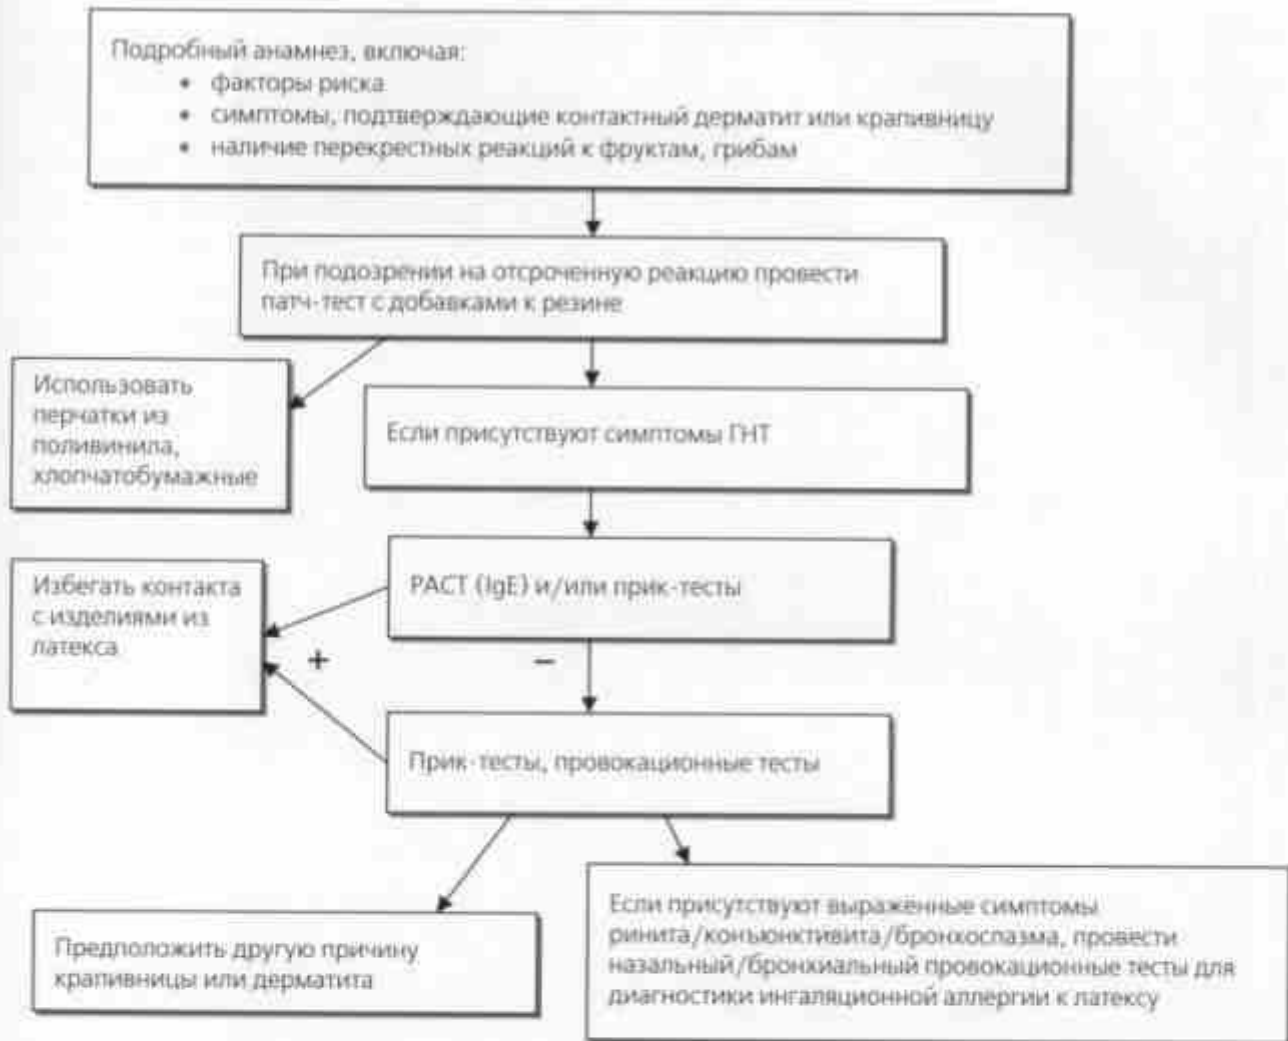 Подробный анамнез, включая:
• факторы риска
• симптомы, подтверждающие контактный дерматит или крапивницу
• наличие перекрестных реакций к фруктам, грибам
При подозрении на отсроченную реакцию провести
патч-тест с добавками к резине
Использовать
перчатки из
поливинила,
хлопчатобумажные
Если присутствуют симптомы ГНТ
РАСТ (IgE) и/или прик-тесты
Избегать контакта
с изделиями из
латекса
+ –
Прик-тесты, провокационные тесты
Предположить другую причину
крапивницы или дерматита
Если присутствуют выраженные симптомы
ринита/конъюнктивита/бронхоспазма, провести
назальный/бронхиальный провокационные тесты для
диагностики ингаляционной аллергии к латексу